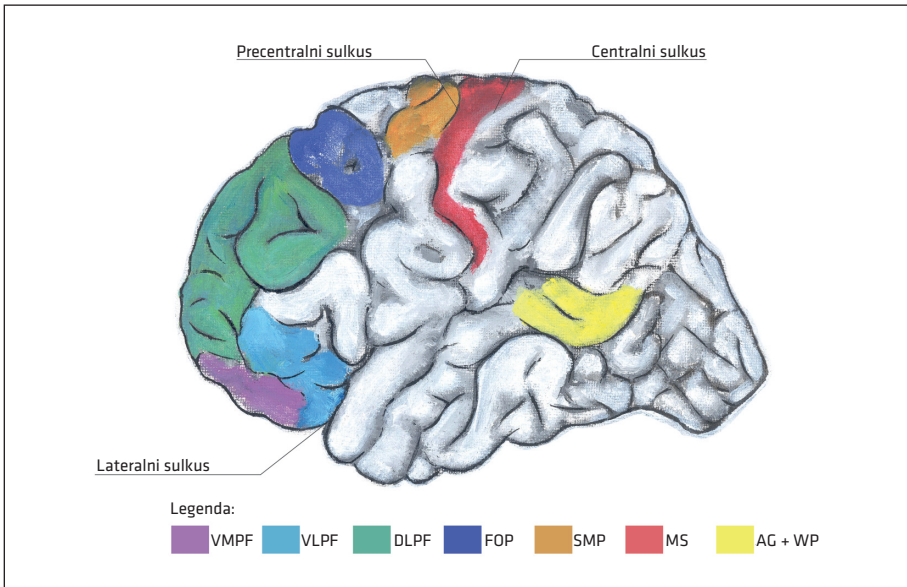 Precentralni sulkus
Centralni sulkus
Lateralni sulkus
Legenda:
VMPF
VLPF
DLPF
FOP
SMP
MS
AG + WP